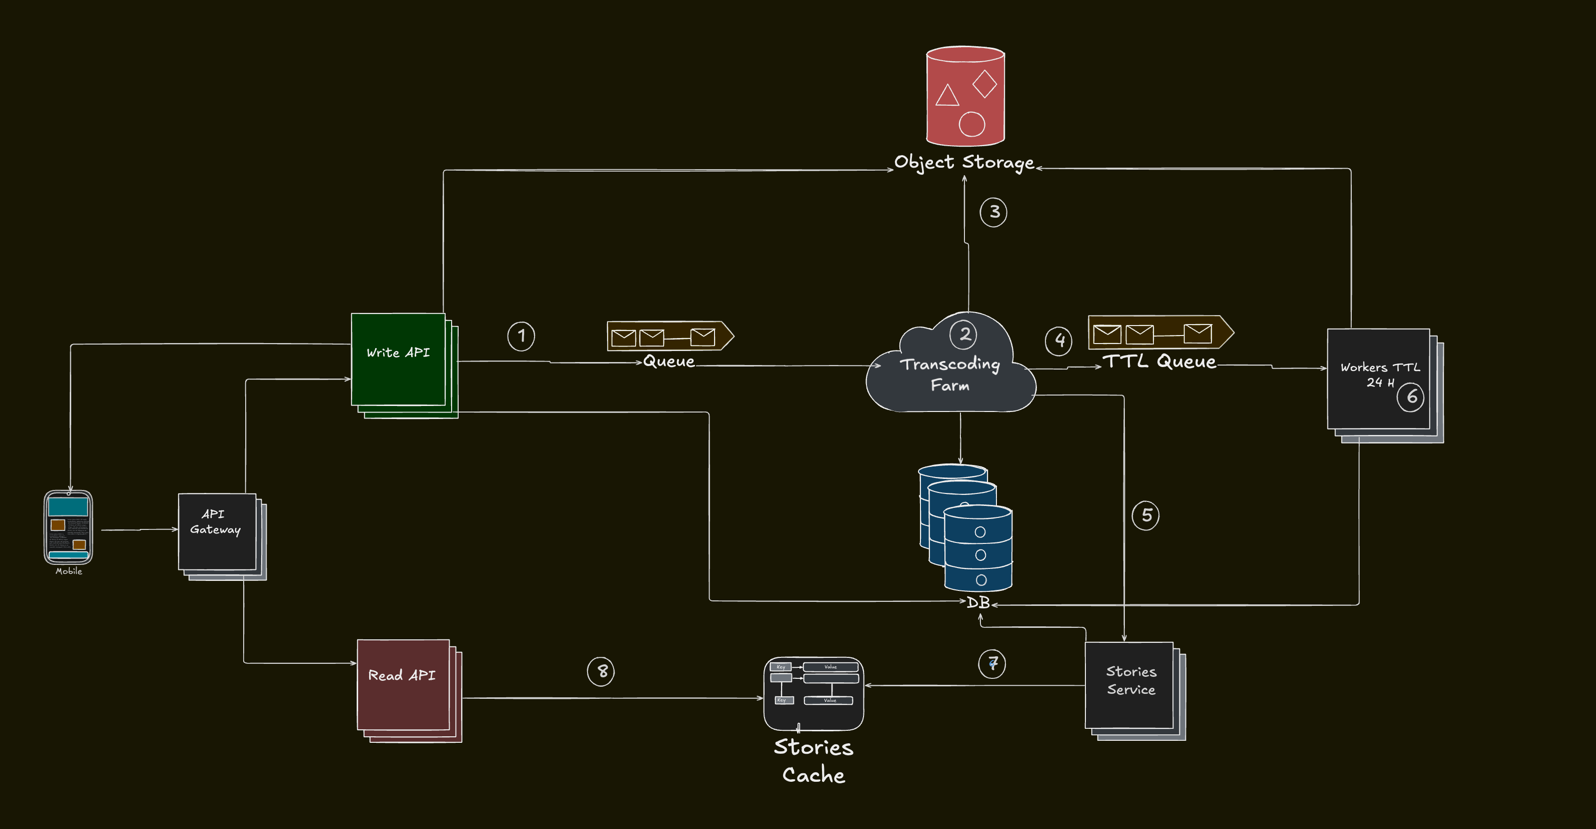 Object Storage
3
1
2
4
Write API
Queue
Transcoding
Farm
TTL Queue
Workers TTL
24 H
6
API
Gateway
5
Mobile
DB
Read API
8
Key
Value
Key
Value
7
Stories
Service
Stories
Cache